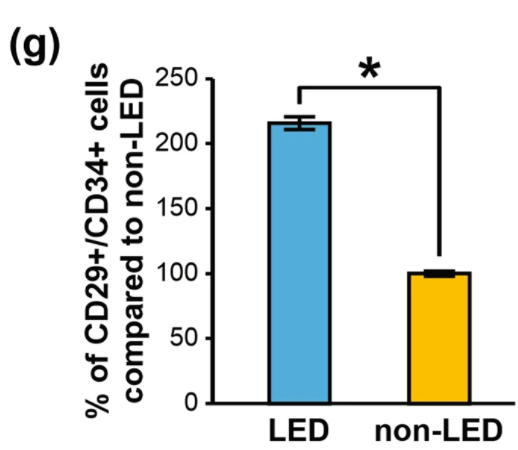 (g)
% of CD29+/CD34+ cells
compared to non-LED
250
200
150
100
50
0
*
LED
non-LED